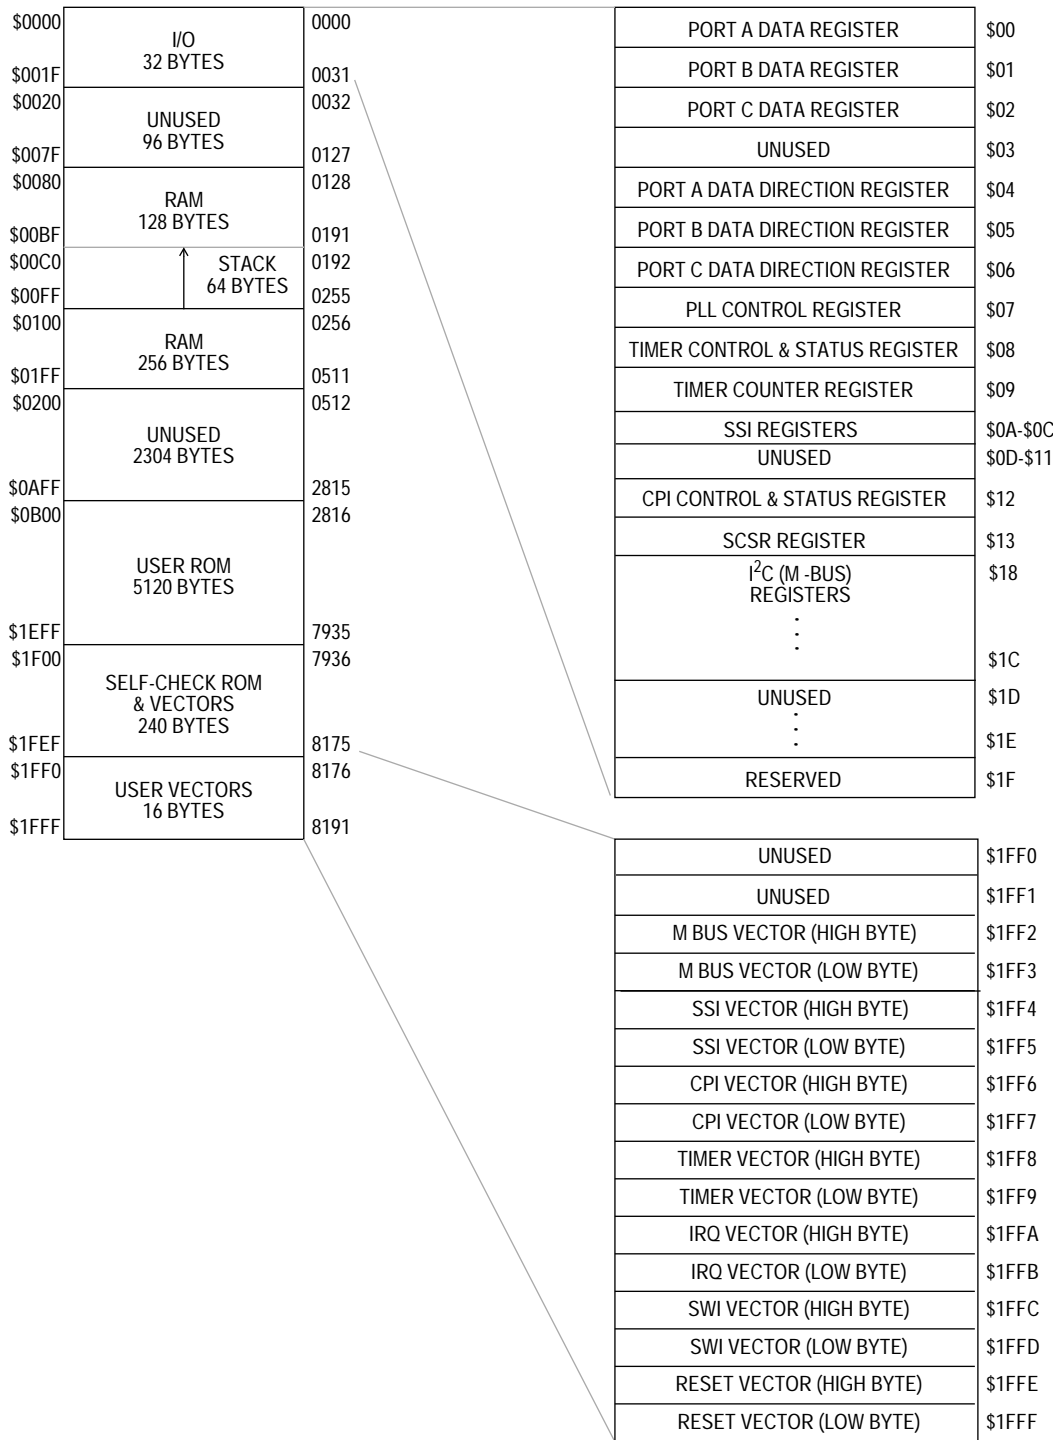 $0000 I/O 0000
32 BYTES
$001F 0031
$0020 0032
UNUSED
96 BYTES
$007F 0127
$0080 0128
RAM
128 BYTES
$00BF 0191
$00C0 STACK 0192
64 BYTES
$00FF 0255
$0100 0256
RAM
256 BYTES
$01FF 0511
$0200 0512
UNUSED
2304 BYTES
$0AFF 2815
$0B00 2816
USER ROM
5120 BYTES
$1EFF 7935
$1F00 7936
SELF-CHECK ROM
& VECTORS
240 BYTES
$1FEF 8175
$1FF0 8176
USER VECTORS
16 BYTES
$1FFF 8191
PORT A DATA REGISTER $00
PORT B DATA REGISTER $01
PORT C DATA REGISTER $02
UNUSED $03
PORT A DATA DIRECTION REGISTER $04
PORT B DATA DIRECTION REGISTER $05
PORT C DATA DIRECTION REGISTER $06
PLL CONTROL REGISTER $07
TIMER CONTROL & STATUS REGISTER $08
TIMER COUNTER REGISTER $09
SSI REGISTERS $0A-$0C
UNUSED $0D-$11
CPI CONTROL & STATUS REGISTER $12
SCSR REGISTER $13
I²C (M -BUS) $18
REGISTERS
$1C
UNUSED $1D
$1E
RESERVED $1F
UNUSED $1FF0
UNUSED $1FF1
M BUS VECTOR (HIGH BYTE) $1FF2
M BUS VECTOR (LOW BYTE) $1FF3
SSI VECTOR (HIGH BYTE) $1FF4
SSI VECTOR (LOW BYTE) $1FF5
CPI VECTOR (HIGH BYTE) $1FF6
CPI VECTOR (LOW BYTE) $1FF7
TIMER VECTOR (HIGH BYTE) $1FF8
TIMER VECTOR (LOW BYTE) $1FF9
IRQ VECTOR (HIGH BYTE) $1FFA
IRQ VECTOR (LOW BYTE) $1FFB
SWI VECTOR (HIGH BYTE) $1FFC
SWI VECTOR (LOW BYTE) $1FFD
RESET VECTOR (HIGH BYTE) $1FFE
RESET VECTOR (LOW BYTE) $1FFF